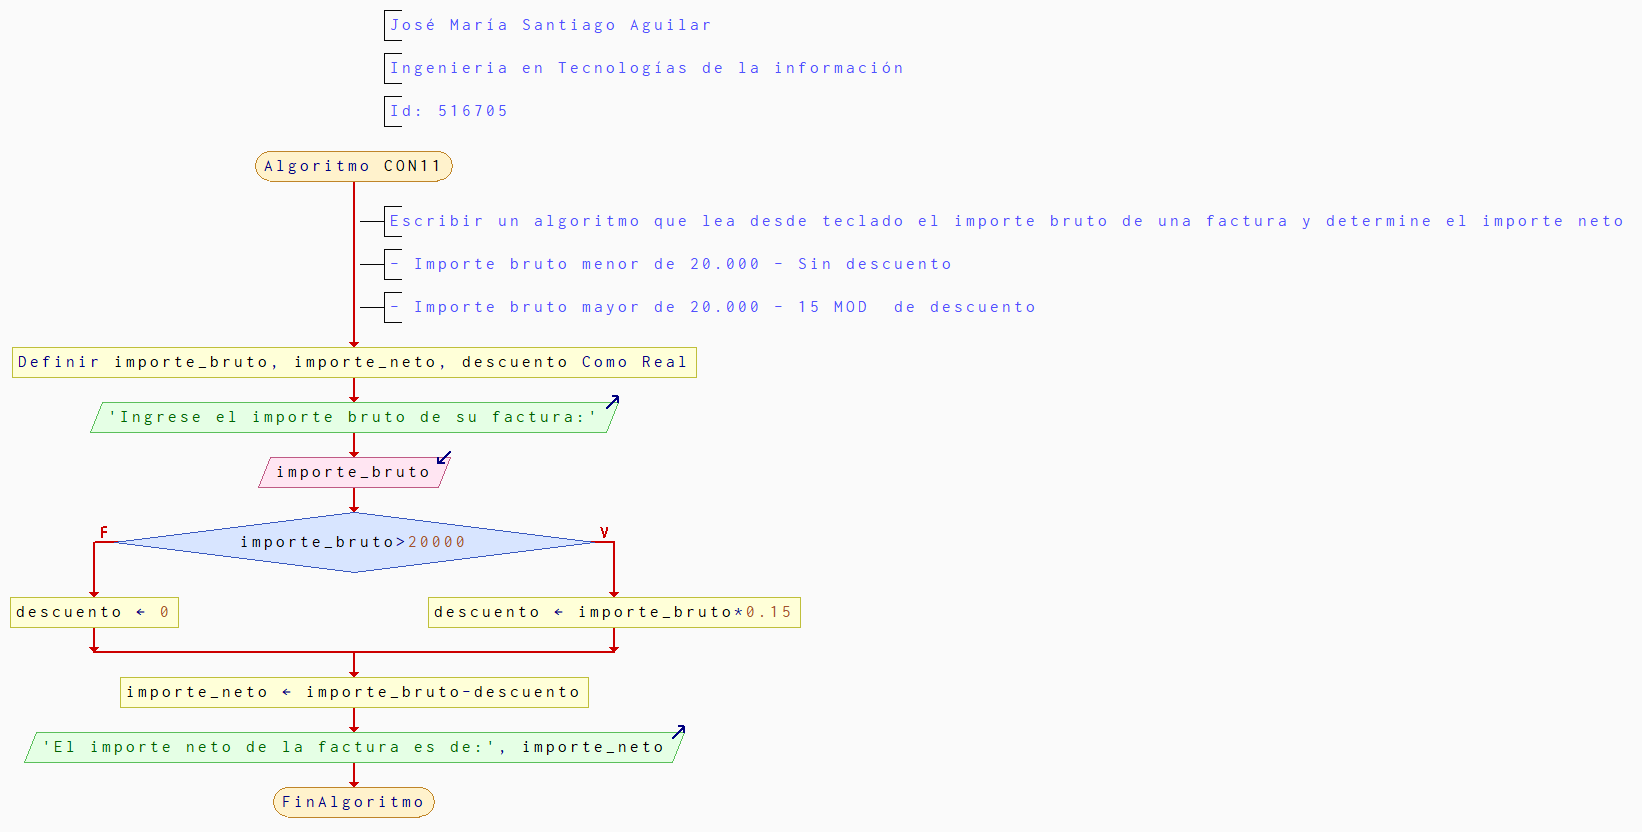 José María Santiago Aguilar
Ingenieria en Tecnologías de la información
Id: 516705
Algoritmo CON11
Escribir un algoritmo que lea desde teclado el importe bruto de una factura y determine el importe neto
- Importe bruto menor de 20.000 - Sin descuento
- Importe bruto mayor de 20.000 - 15 MOD  de descuento
Definir importe_bruto, importe_neto, descuento Como Real
'Ingrese el importe bruto de su factura:'
importe_bruto
F
V
importe_bruto>20000
descuento ← 0
descuento ← importe_bruto*0.15
importe_neto ← importe_bruto-descuento
'El importe neto de la factura es de:', importe_neto
FinAlgoritmo